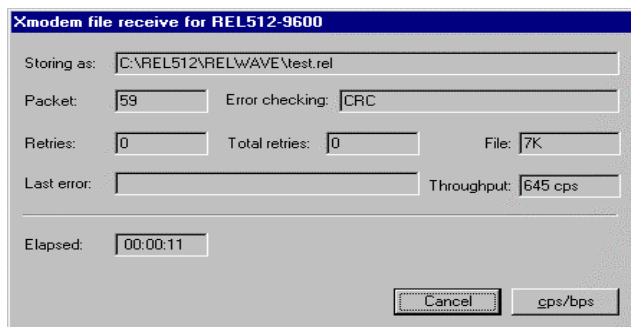 Xmodem file receive for REL512-9600
Storing as: C:\REL512\RELWAVE\test.rel
Packet: 59 Error checking: CRC
Retries: 0 Total retries: 0 File: 7K
Last error: Throughput: 645 cps
Elapsed: 00:00:11
Cancel cps/bps